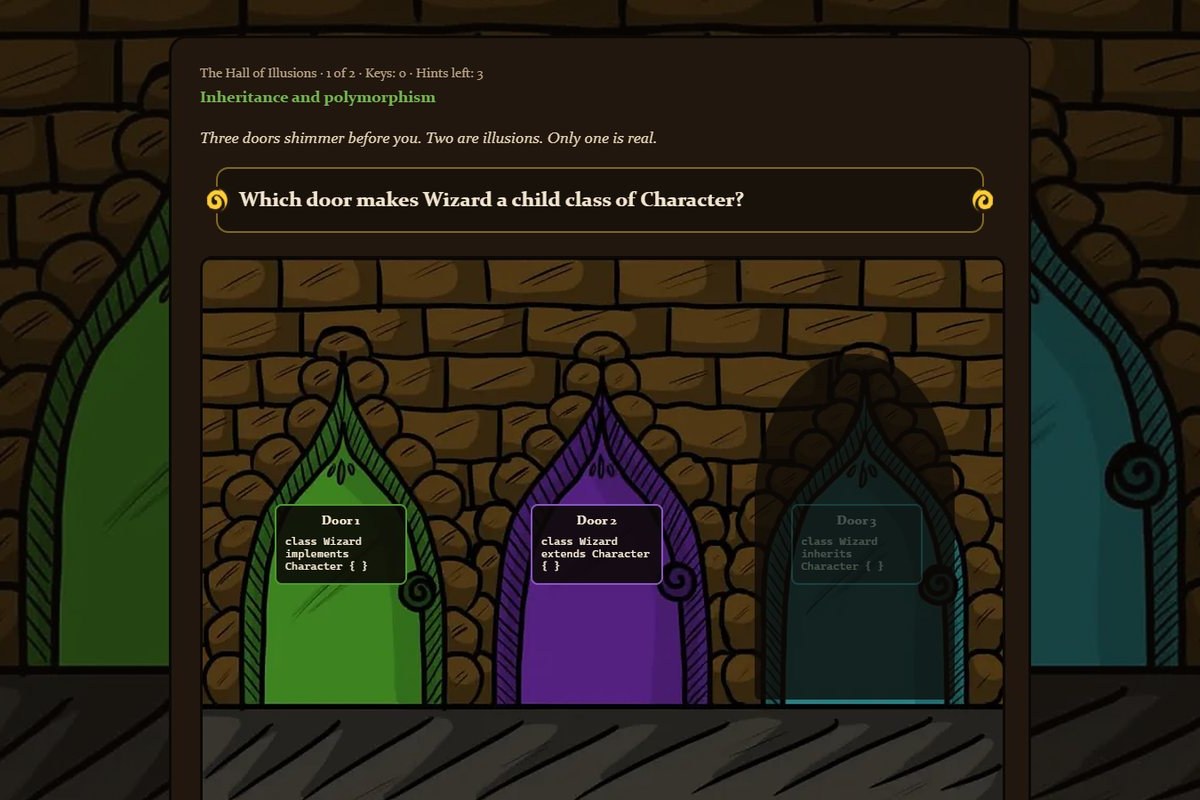 The Hall of Illusions · 1 of 2 · Keys: 0 · Hints left: 3
Inheritance and polymorphism
Three doors shimmer before you. Two are illusions. Only one is real.
Which door makes Wizard a child class of Character?
Door 1
class Wizard
implements
Character { }
Door 2
class Wizard
extends Character
{ }
Door 3
class Wizard
inherits
Character { }